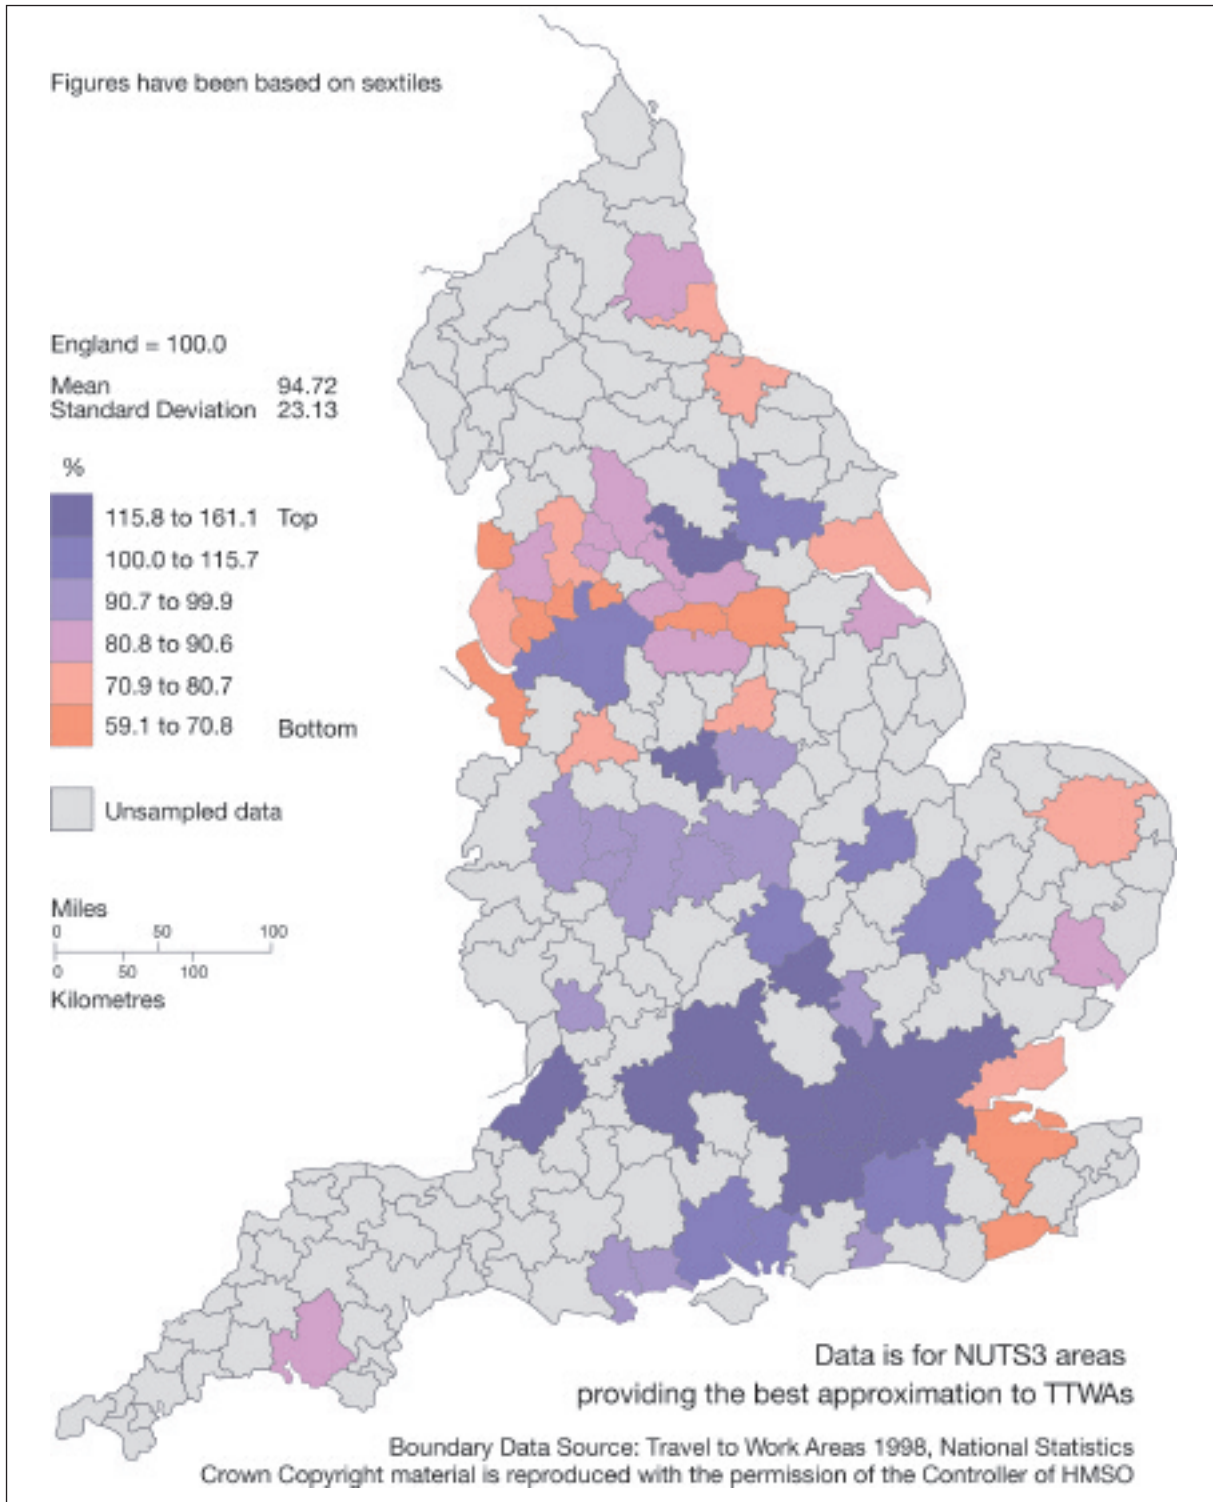 Figures have been based on sextiles
England = 100.0
Mean 94.72
Standard Deviation 23.13
%
115.8 to 161.1 Top
100.0 to 115.7
90.7 to 99.9
80.8 to 90.6
70.9 to 80.7
59.1 to 70.8 Bottom
Unsampled data
Miles
0 50 100
0 50 100
Kilometres
Data is for NUTS3 areas
providing the best approximation to TTWAs
Boundary Data Source: Travel to Work Areas 1998, National Statistics
Crown Copyright material is reproduced with the permission of the Controller of HMSO